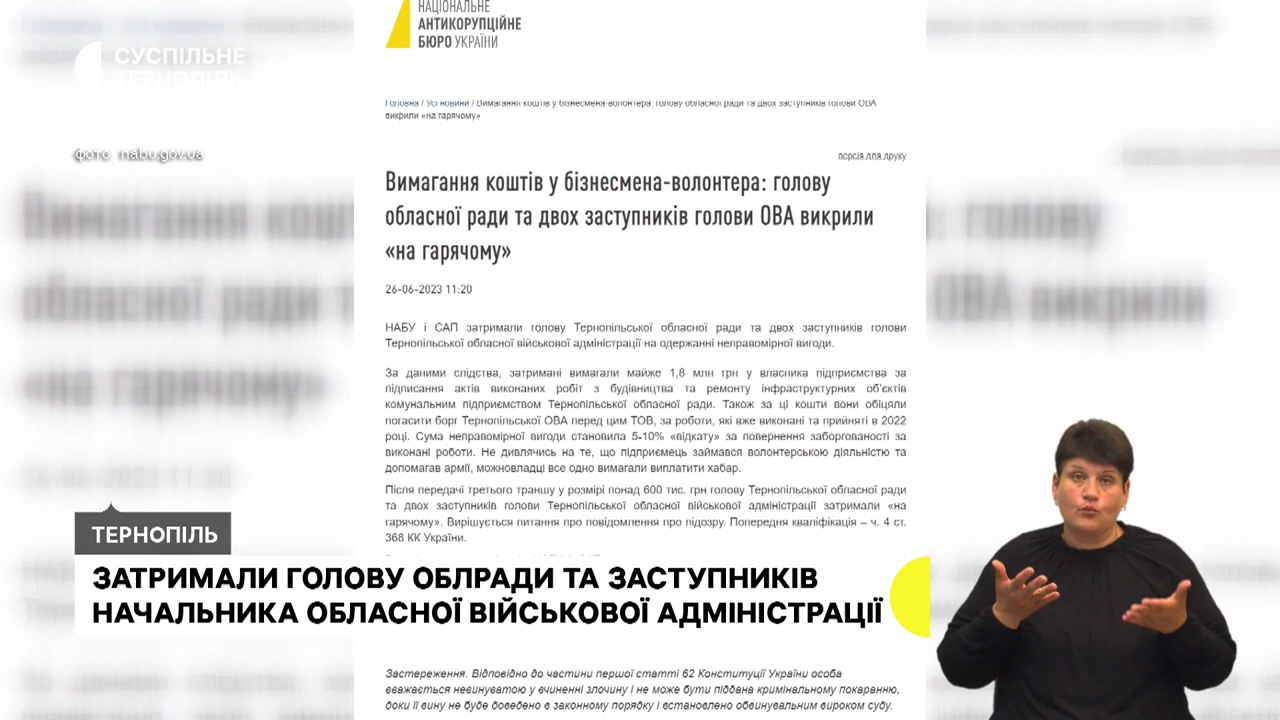 СУСПІЛЬНЕ
ТЕРНОПІЛЬ
фото nabu.gov.ua
НАЦІОНАЛЬНЕ
АНТИКОРУПЦІЙНЕ
БЮРО УКРАЇНИ
Головна / Усі новини / Вимагання коштів у бізнесмена-волонтера: голову обласної ради та двох заступників голови ОВА
викрили «на гарячому»
версія для друку
Вимагання коштів у бізнесмена-волонтера: голову
обласної ради та двох заступників голови ОВА викрили
«на гарячому»
26-06-2023 11:20
НАБУ і САП затримали голову Тернопільської обласної ради та двох заступників голови
Тернопільської обласної військової адміністрації на одержанні неправомірної вигоди.
За даними слідства, затримані вимагали майже 1,8 млн грн у власника підприємства за
підписання актів виконаних робіт з будівництва та ремонту інфраструктурних об’єктів
комунальним підприємством Тернопільської обласної ради. Також за ці кошти вони обіцяли
погасити борг Тернопільської ОВА перед цим ТОВ, за роботи, які вже виконані та прийняті в 2022
році. Сума неправомірної вигоди становила 5-10% «відкату» за повернення заборгованості за
виконані роботи. Не дивлячись на те, що підприємець займався волонтерською діяльністю та
допомагав армії, можновладці все одно вимагали виплатити хабар.
Після передачі третього траншу у розмірі понад 600 тис. грн голову Тернопільської обласної ради
та двох заступників голови Тернопільської обласної військової адміністрації затримали «на
гарячому». Вирішується питання про повідомлення про підозру. Попередня кваліфікація – ч. 4 ст.
368 КК України.
ТЕРНОПІЛЬ
ЗАТРИМАЛИ ГОЛОВУ ОБЛРАДИ ТА ЗАСТУПНИКІВ
НАЧАЛЬНИКА ОБЛАСНОЇ ВІЙСЬКОВОЇ АДМІНІСТРАЦІЇ
Застереження. Відповідно до частини першої статті 62 Конституції України особа
вважається невинуватою у вчиненні злочину і не може бути піддана кримінальному покаранню,
доки її вину не буде доведено в законному порядку і встановлено обвинувальним вироком суду.